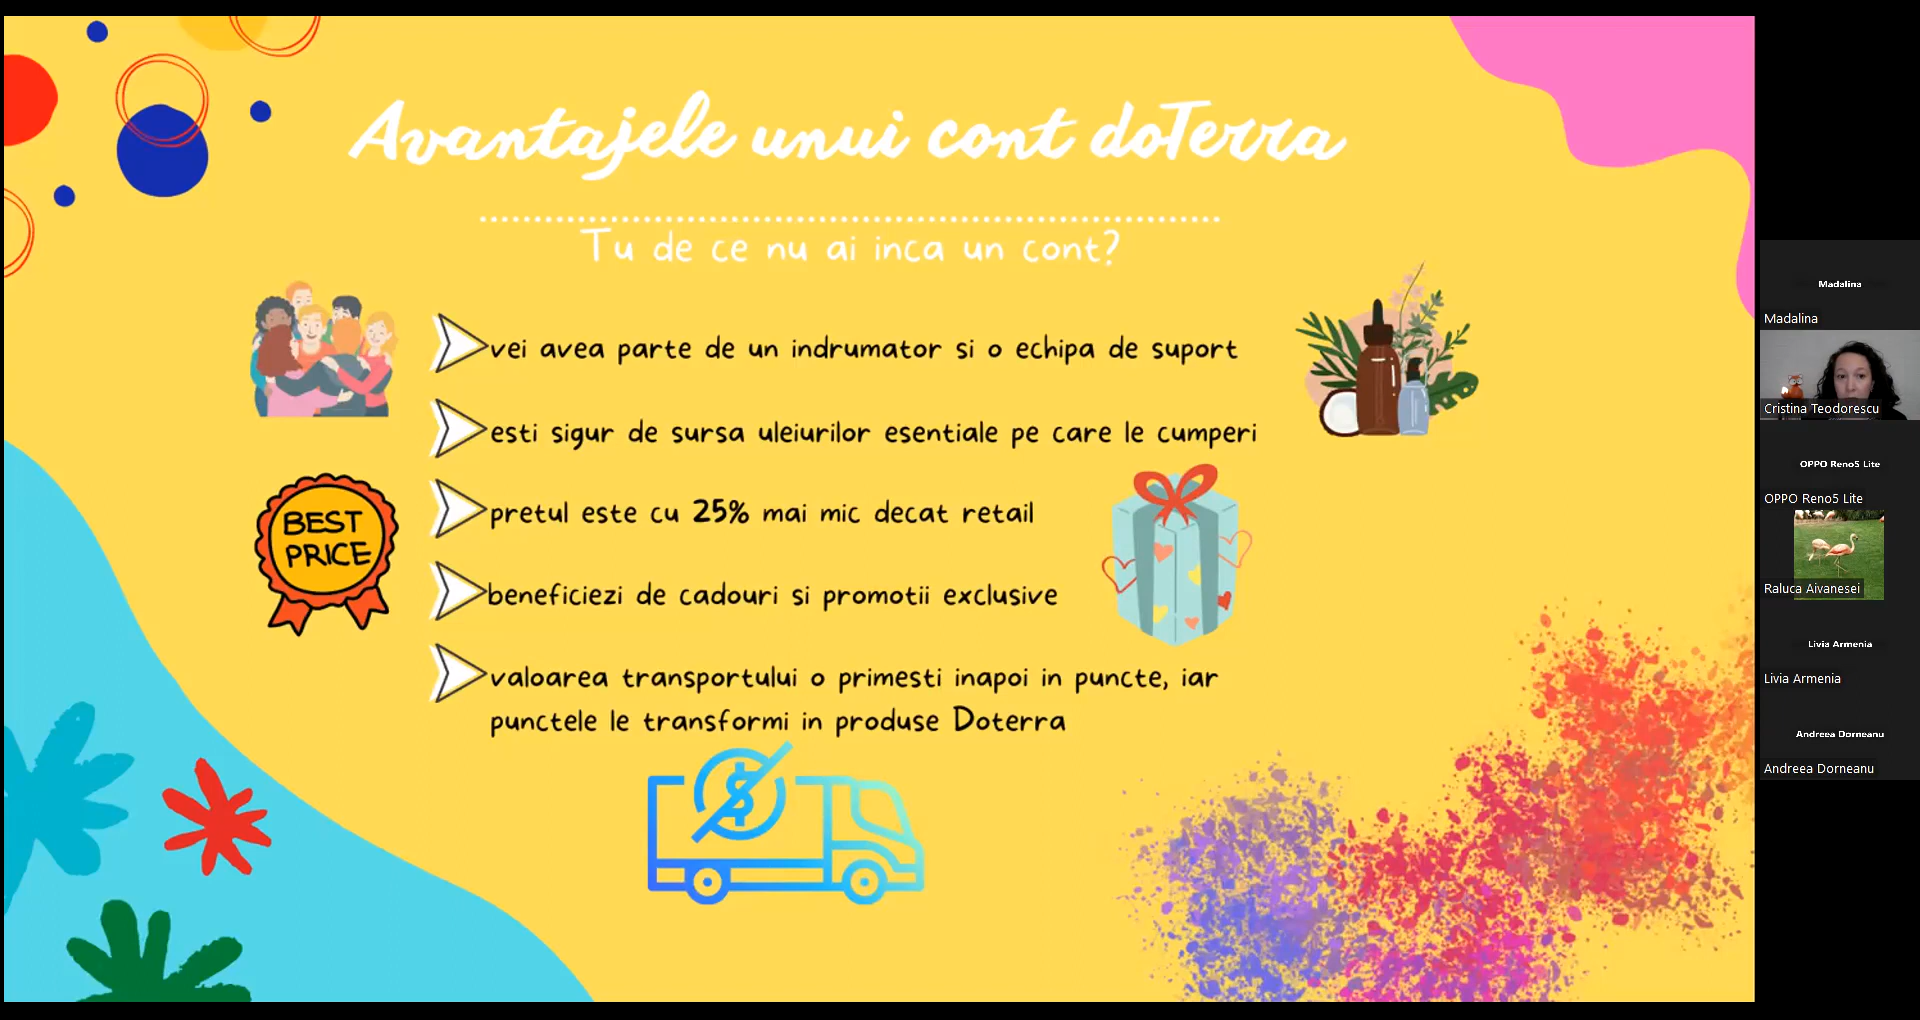 Avantajele unui cont doTerra
Tu de ce nu ai inca un cont?
vei avea parte de un indrumator si o echipa de suport
esti sigur de sursa uleiurilor esentiale pe care le cumperi
BEST
PRICE
pretul este cu 25% mai mic decat retail
beneficiezi de cadouri si promotii exclusive
valoarea transportului o primesti inapoi in puncte, iar
punctele le transformi in produse Doterra
$
Madalina
Madalina
Cristina Teodorescu
OPPO Reno5 Lite
OPPO Reno5 Lite
Raluca Aivanesei
Livia Armenia
Livia Armenia
Andreea Dorneanu
Andreea Dorneanu